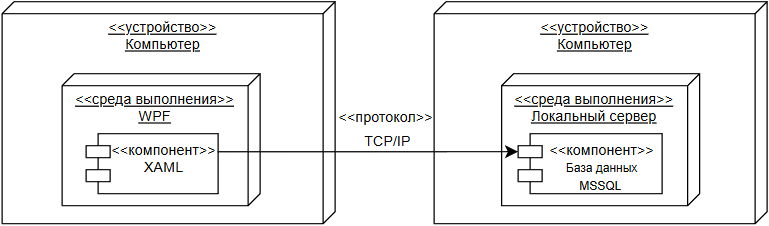 <<устройство>>
Компьютер
<<среда выполнения>>
WPF
<<компонент>>
XAML
<<протокол>>
TCP/IP
<<устройство>>
Компьютер
<<среда выполнения>>
Локальный сервер
<<компонент>>
База данных
MSSQL